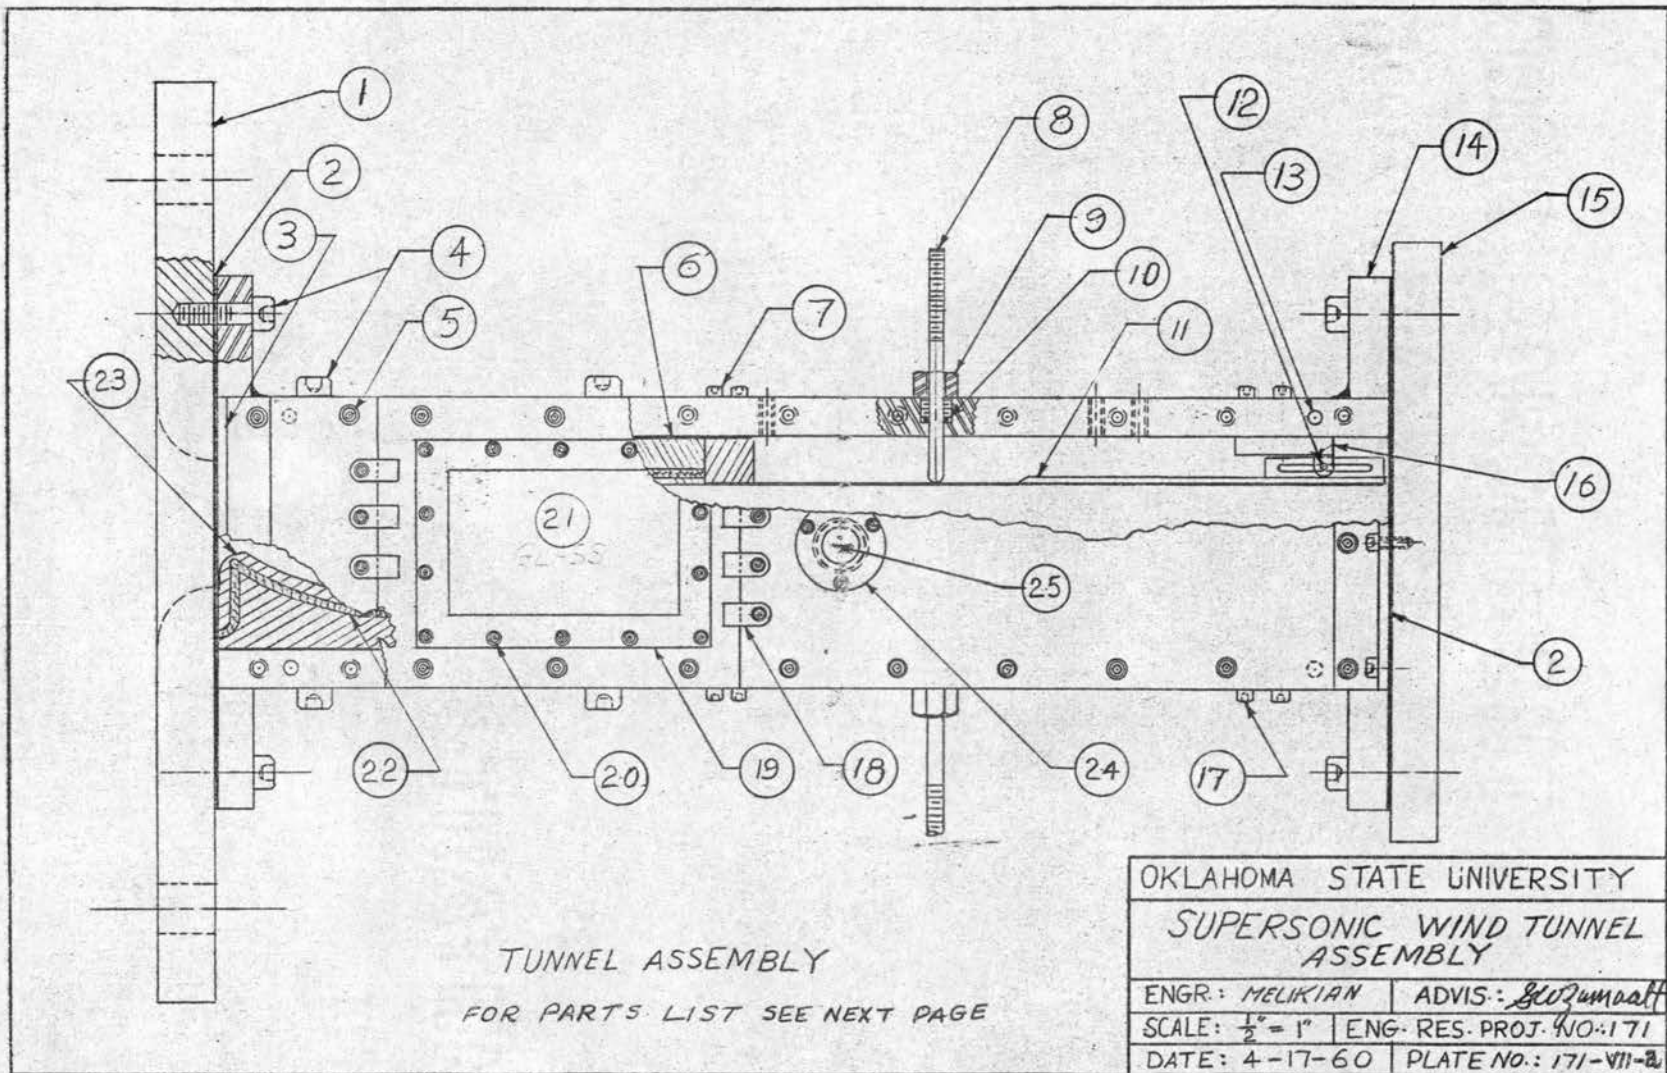 1
2
3
4
5
6
7
8
9
10
11
12
13
14
15
16
23
21
GLASS
25
2
22
20
19
18
24
17
TUNNEL ASSEMBLY
FOR PARTS LIST SEE NEXT PAGE
OKLAHOMA STATE UNIVERSITY
SUPERSONIC WIND TUNNEL
ASSEMBLY
ENGR.: MELIKIAN ADVIS.:
SCALE: 1/2" = 1" ENG. RES. PROJ. NO.: 171
DATE: 4-17-60 PLATE NO.: 171-VII-a